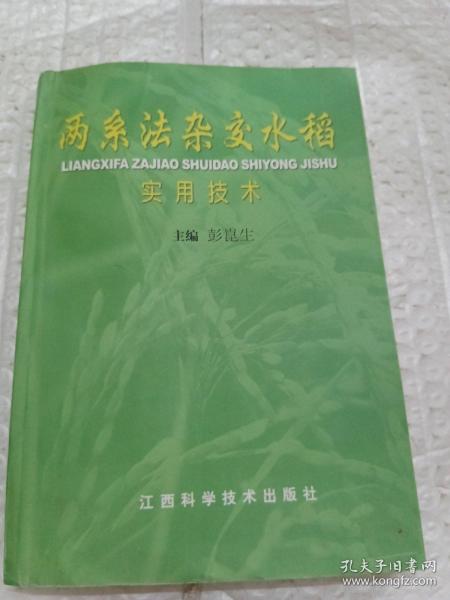 两系法杂交水稻
LIANGXIFA ZAJIAO SHUIDAO SHIYONG JISHU
实用技术
主编 彭崑生
江西科学技术出版社
孔夫子旧书网
www.kongfz.com